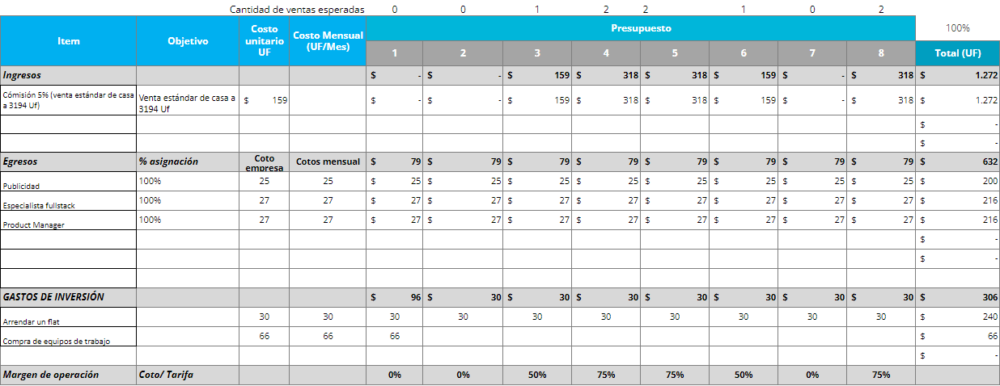 Cantidad de ventas esperadas 0 0 1 2 2 1 0 2
Item Objetivo Costo unitario UF Costo Mensual (UF/Mes) Presupuesto 100%
1 2 3 4 5 6 7 8 Total (UF)
Ingresos $ - $ - $ 159 $ 318 $ 318 $ 159 $ - $ 318 $ 1.272
Cómisión 5% (venta estándar de casa a 3194 Uf) Venta estándar de casa a 3194 Uf $ 159 $ - $ - $ 159 $ 318 $ 318 $ 159 $ - $ 318 $ 1.272
$ -
$ -
Egresos % asignación Coto empresa Cotos mensual $ 79 $ 79 $ 79 $ 79 $ 79 $ 79 $ 79 $ 79 $ 632
Publicidad 100% 25 25 $ 25 $ 25 $ 25 $ 25 $ 25 $ 25 $ 25 $ 25 $ 200
Especialista fullstack 100% 27 27 $ 27 $ 27 $ 27 $ 27 $ 27 $ 27 $ 27 $ 27 $ 216
Product Manager 100% 27 27 $ 27 $ 27 $ 27 $ 27 $ 27 $ 27 $ 27 $ 27 $ 216
$ -
$ -
GASTOS DE INVERSIÓN $ 96 $ 30 $ 30 $ 30 $ 30 $ 30 $ 30 $ 30 $ 306
Arrendar un flat 30 30 30 30 30 30 30 30 30 30 $ 240
Compra de equipos de trabajo 66 66 66 $ 66
$ -
Margen de operación Coto/ Tarifa 0% 0% 50% 75% 75% 50% 0% 75%